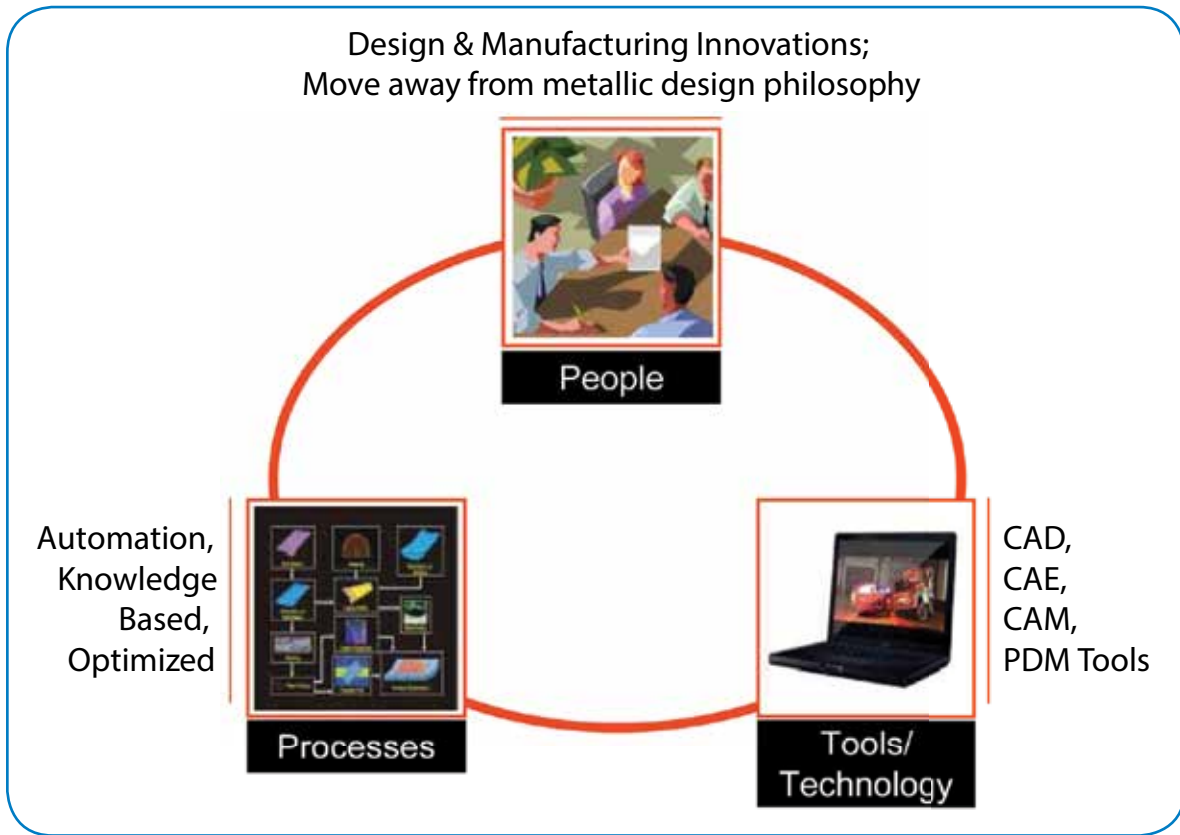 Design & Manufacturing Innovations;
Move away from metallic design philosophy
People
Automation,
Knowledge
Based,
Optimized
Processes
CAD,
CAE,
CAM,
PDM Tools
Tools/
Technology